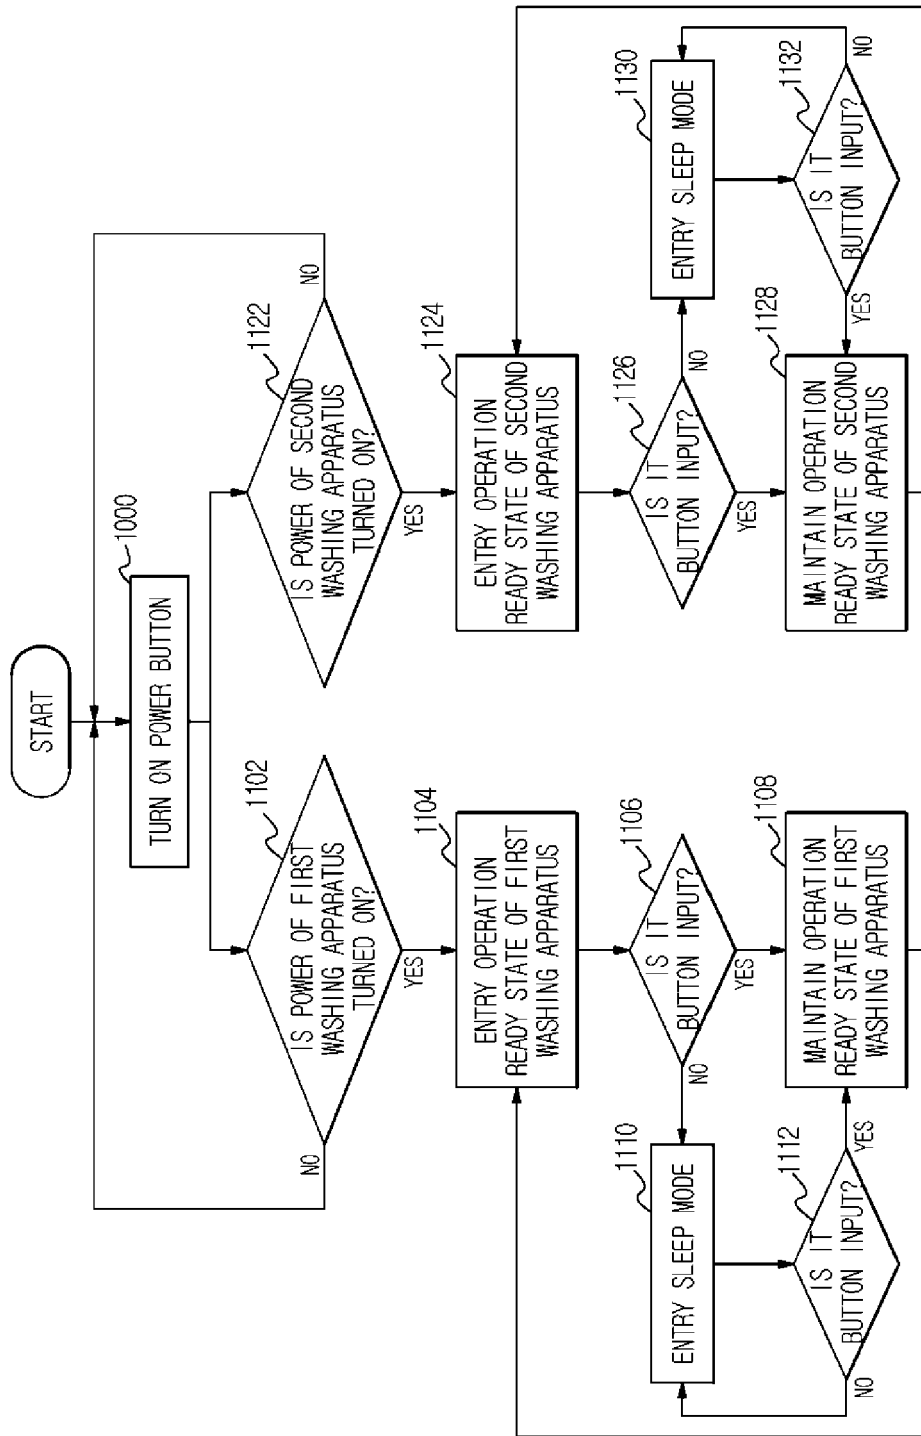 START
1000
TURN ON POWER BUTTON
1102
IS POWER OF FIRST
WASHING APPARATUS
TURNED ON?
NO
YES
1104
ENTRY OPERATION
READY STATE OF FIRST
WASHING APPARATUS
1106
IS IT
BUTTON INPUT?
NO
YES
1110
ENTRY SLEEP MODE
1112
IS IT
BUTTON INPUT?
NO
YES
1108
MAINTAIN OPERATION
READY STATE OF FIRST
WASHING APPARATUS
1122
IS POWER OF SECOND
WASHING APPARATUS
TURNED ON?
NO
YES
1124
ENTRY OPERATION
READY STATE OF SECOND
WASHING APPARATUS
1126
IS IT
BUTTON INPUT?
NO
YES
1130
ENTRY SLEEP MODE
1132
IS IT
BUTTON INPUT?
NO
YES
1128
MAINTAIN OPERATION
READY STATE OF SECOND
WASHING APPARATUS